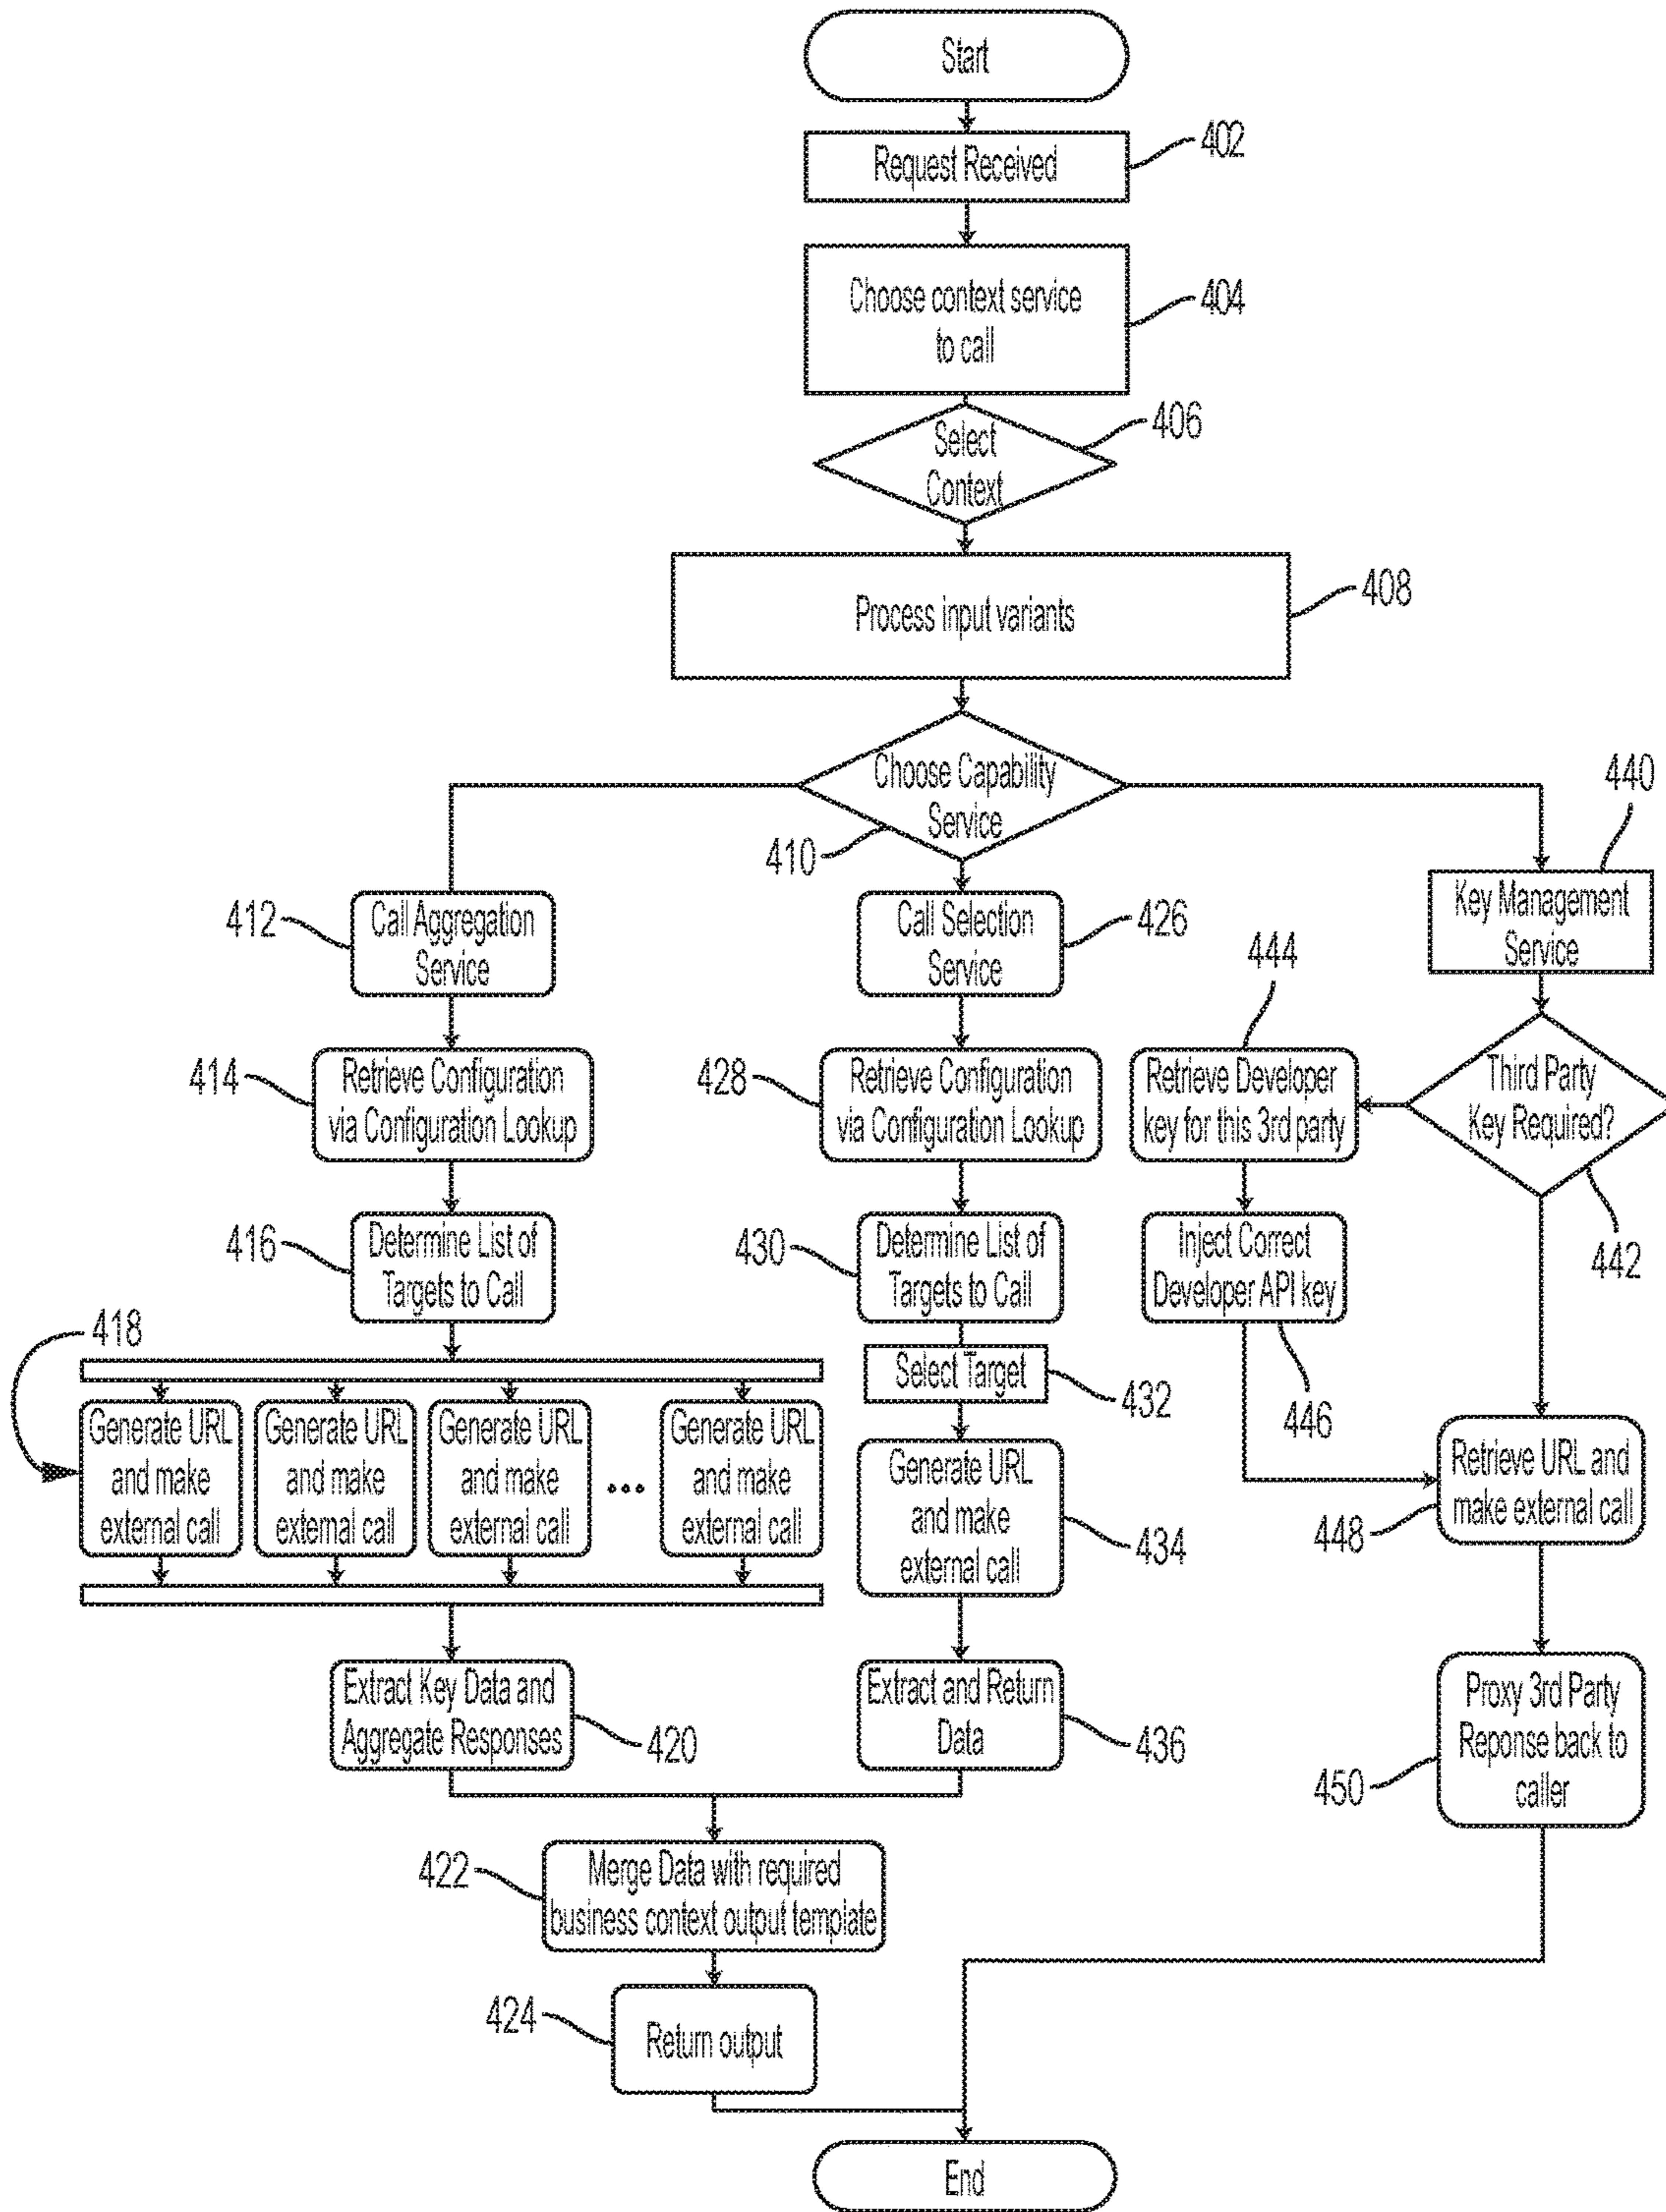 Start
Request Received
402
Choose context service
to call
404
Select
Context
406
Process input variants
408
Choose Capability
Service
410
440
Call Aggregation
Service
412
Call Selection
Service
426
Key Management
Service
444
Retrieve Configuration
via Configuration Lookup
414
Retrieve Configuration
via Configuration Lookup
428
Retrieve Developer
key for this 3rd party
Third Party
Key Required?
442
Determine List of
Targets to Call
416
Determine List of
Targets to Call
430
Inject Correct
Developer API key
446
418
Select Target
432
Generate URL
and make
external call
Generate URL
and make
external call
Generate URL
and make
external call
...
Generate URL
and make
external call
Generate URL
and make
external call
434
Retrieve URL and
make external call
448
Extract Key Data and
Aggregate Responses
420
Extract and Return
Data
436
Proxy 3rd Party
Reponse back to
caller
450
Merge Data with required
business context output template
422
Return output
424
End